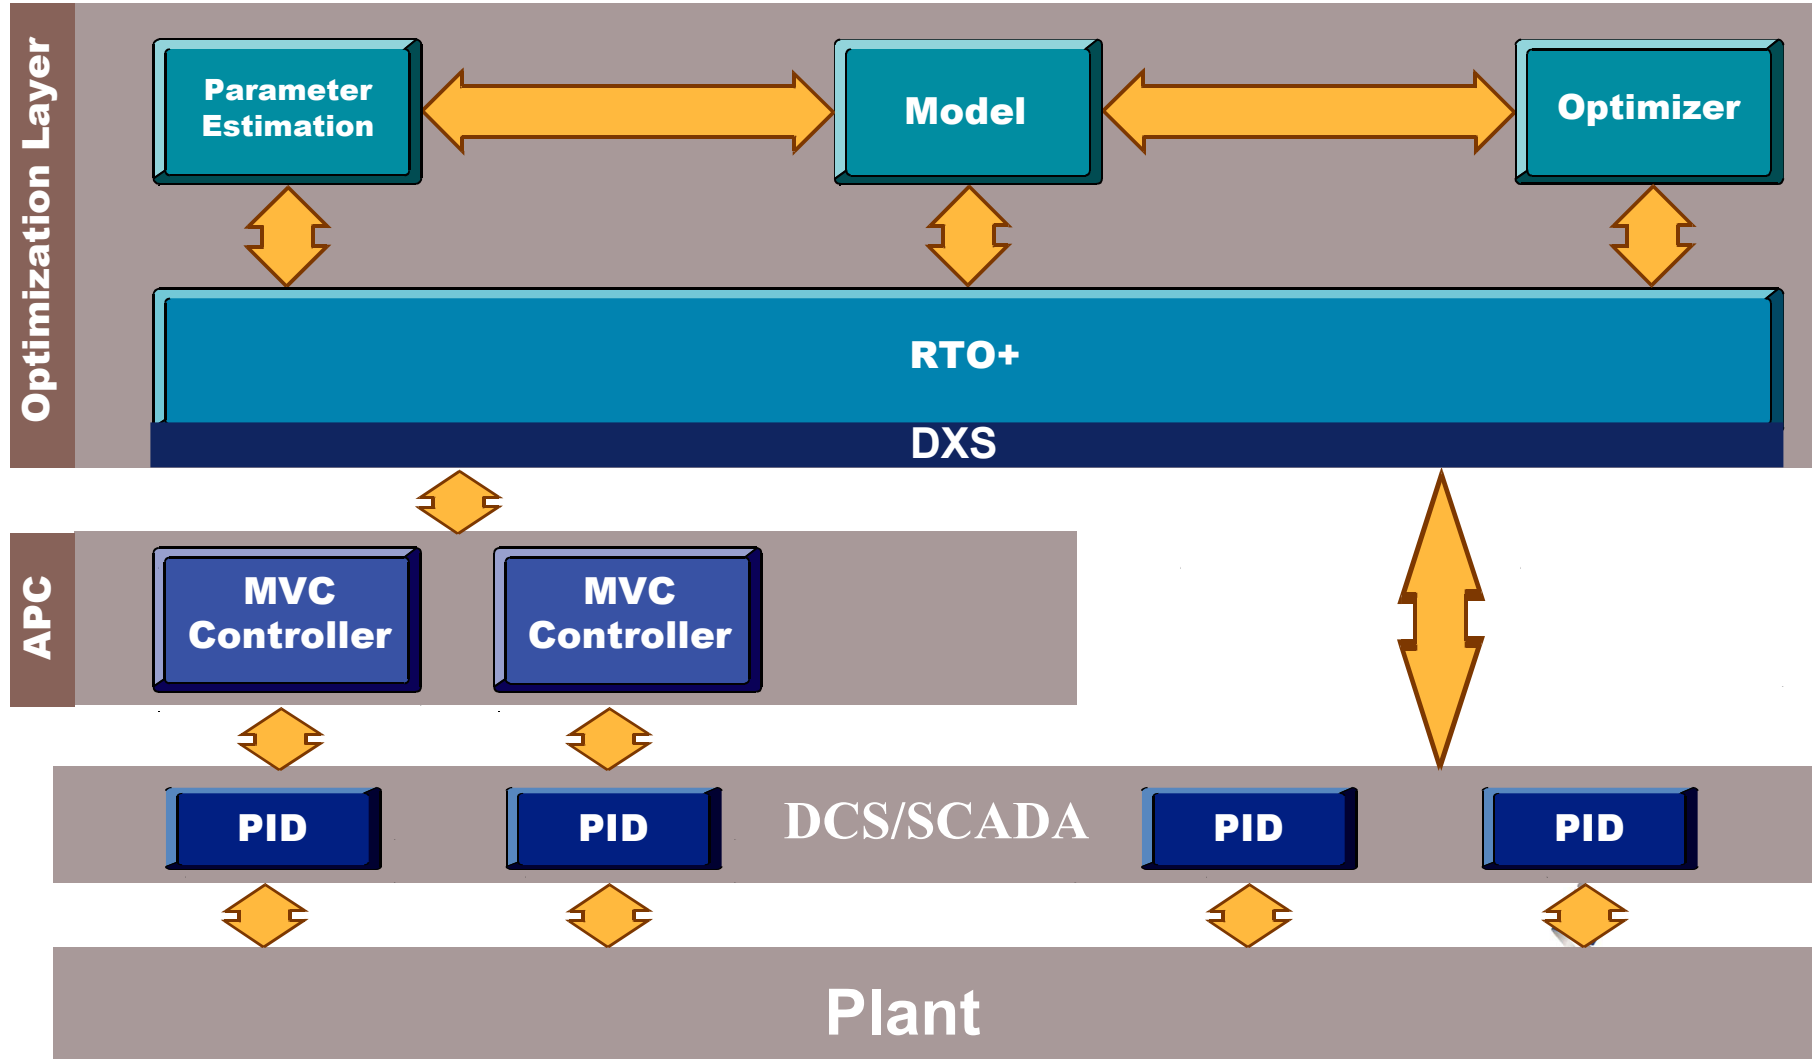 Optimization Layer
Parameter
Estimation
Model
Optimizer
RTO+
DXS
APC
MVC
Controller
MVC
Controller
PID
PID
DCS/SCADA
PID
PID
Plant